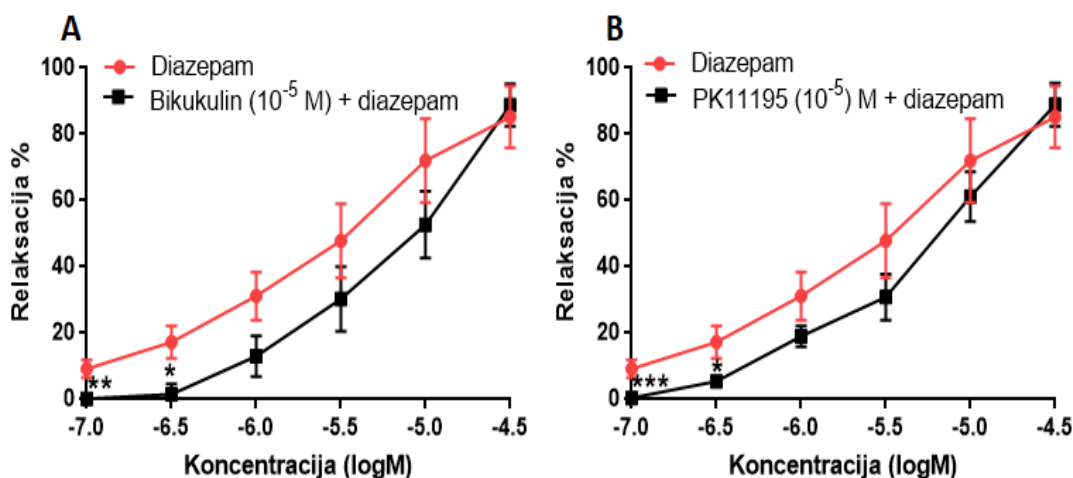 A
Diazepam
Bikukulin (10⁻⁵ M) + diazepam
Relaksacija %
100
80
60
40
20
0
**
*
-7.0 -6.5 -6.0 -5.5 -5.0 -4.5
Koncentracija (logM)
B
Diazepam
PK11195 (10⁻⁵) M + diazepam
Relaksacija %
100
80
60
40
20
0
***
*
-7.0 -6.5 -6.0 -5.5 -5.0 -4.5
Koncentracija (logM)